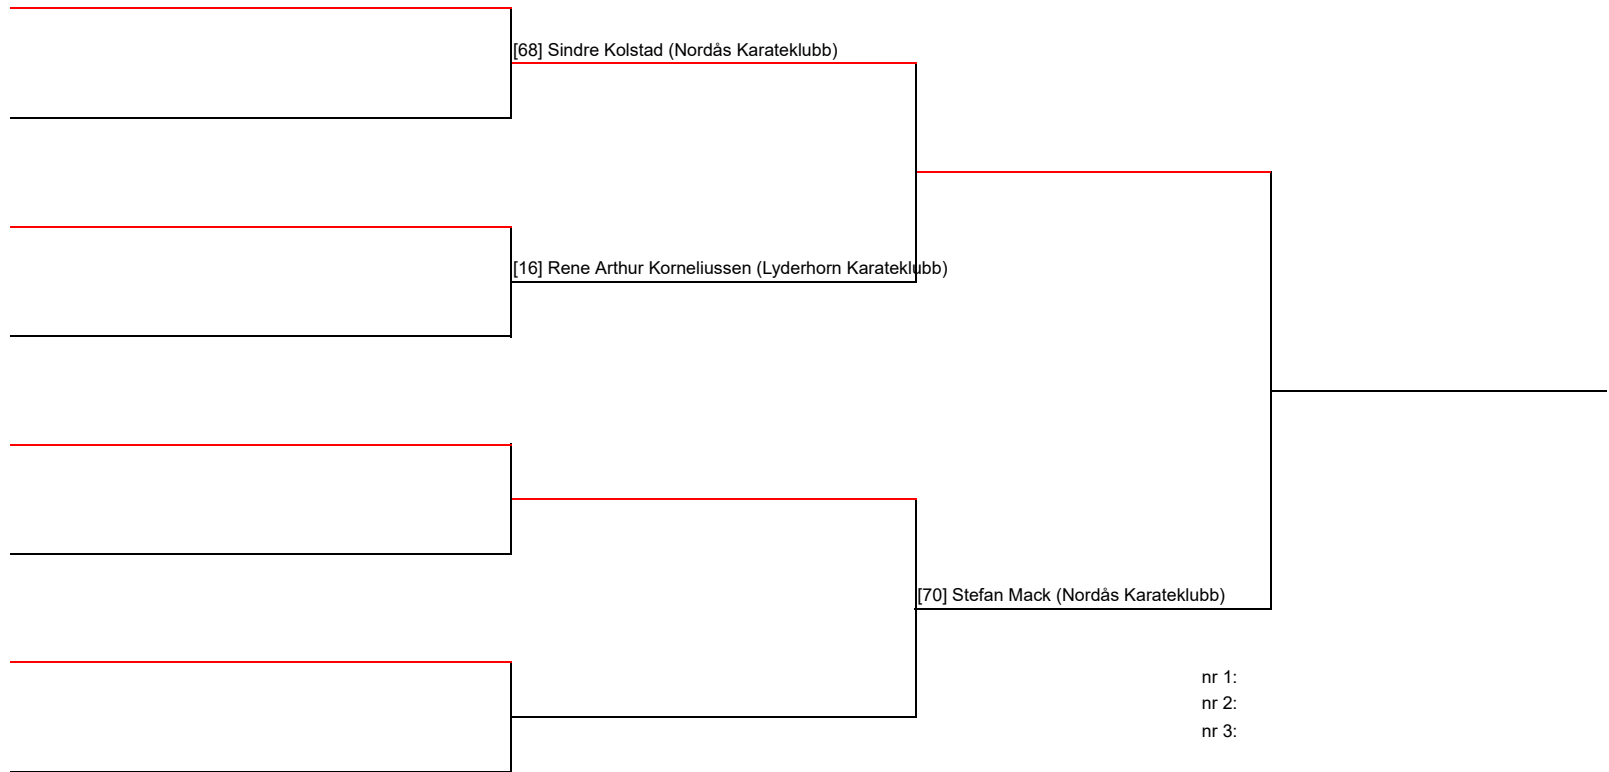 [68] Sindre Kolstad (Nordås Karateklubb)
[16] Rene Arthur Korneliussen (Lyderhorn Karateklubb)
[70] Stefan Mack (Nordås Karateklubb)
nr 1:
nr 2:
nr 3: